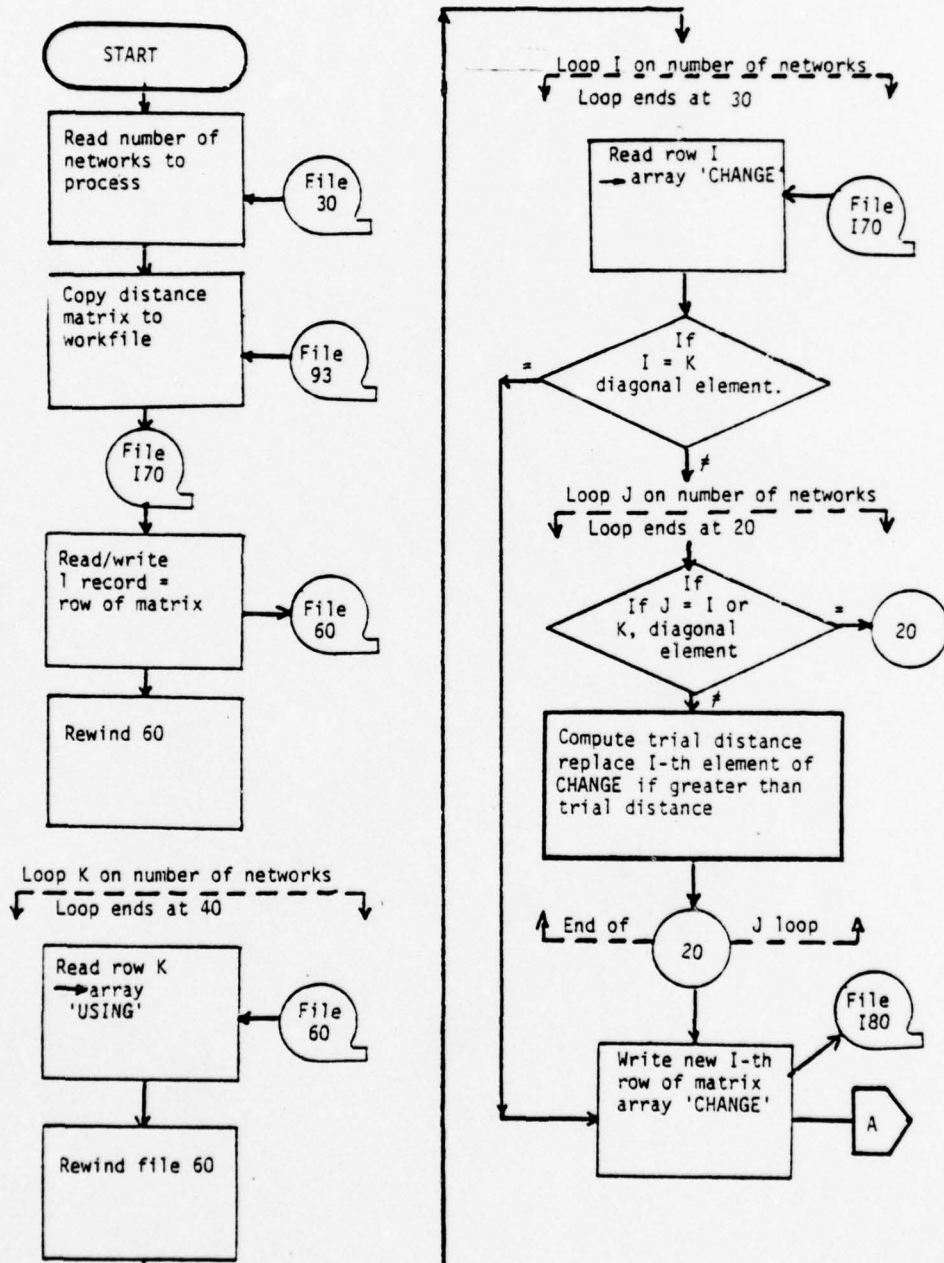 START
Read number of
networks to
process
File
30
Copy distance
matrix to
workfile
File
93
File
I70
Read/write
1 record =
row of matrix
File
60
Rewind 60
Loop K on number of networks
Loop ends at 40
Read row K
array
'USING'
File
60
Rewind file 60
Loop I on number of networks
Loop ends at 30
Read row I
array 'CHANGE'
File
I70
If
I = K
diagonal element.
=
≠
Loop J on number of networks
Loop ends at 20
If
If J = I or
K, diagonal
element
=
20
≠
Compute trial distance
replace I-th element of
CHANGE if greater than
trial distance
End of
20
J loop
File
I80
Write new I-th
row of matrix
array 'CHANGE'
A